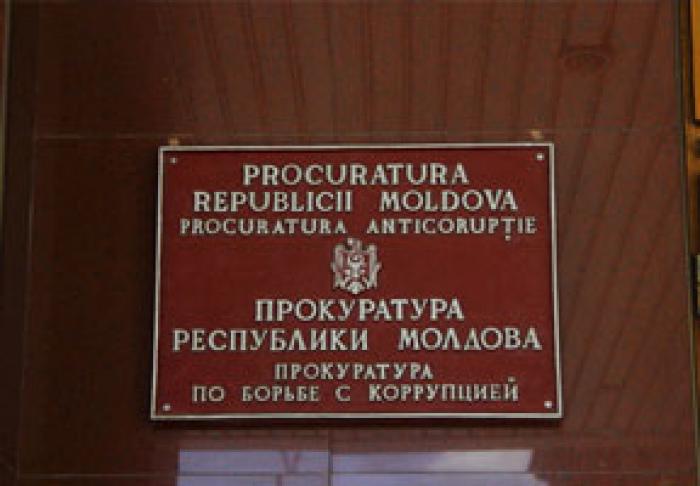 PROCURATURA
REPUBLICII MOLDOVA
PROCURATURA ANTICORUPȚIE
ПРОКУРАТУРА
РЕСПУБЛИКИ МОЛДОВА
ПРОКУРАТУРА
ПО БОРЬБЕ С КОРРУПЦИЕЙ